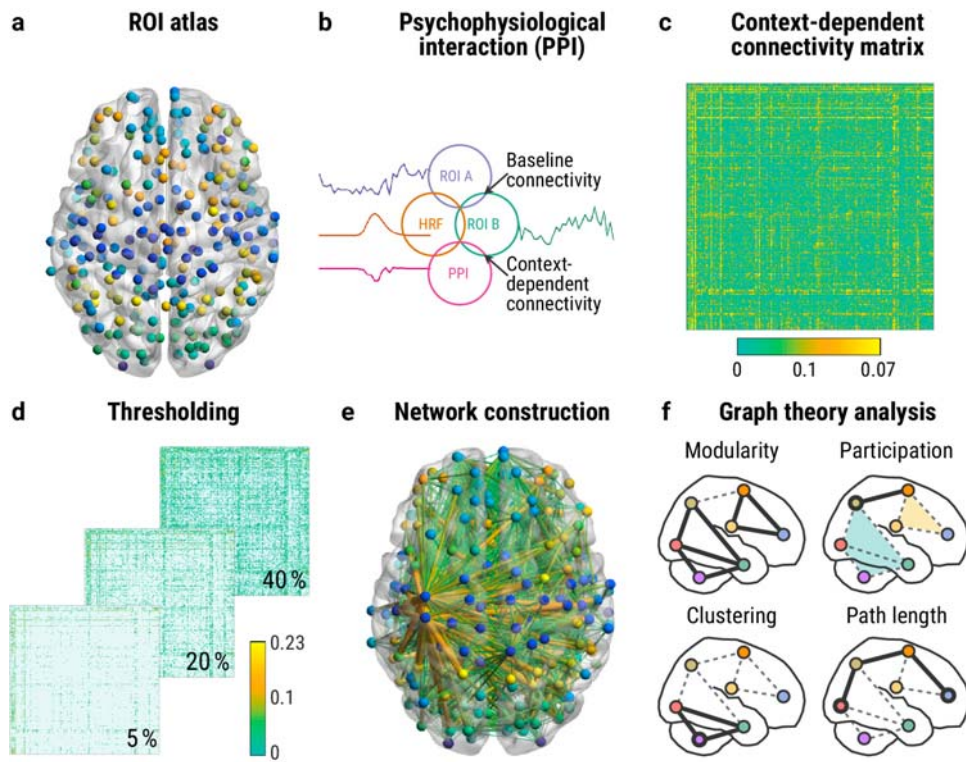 a
ROI atlas
b
Psychophysiological
interaction (PPI)
c
Context-dependent
connectivity matrix
ROI A
HRF
ROI B
PPI
Baseline
connectivity
Context-
dependent
connectivity
0
0.1
0.07
d
Thresholding
40 %
20 %
5 %
0.23
0.1
0
e
Network construction
f
Graph theory analysis
Modularity
Participation
Clustering
Path length